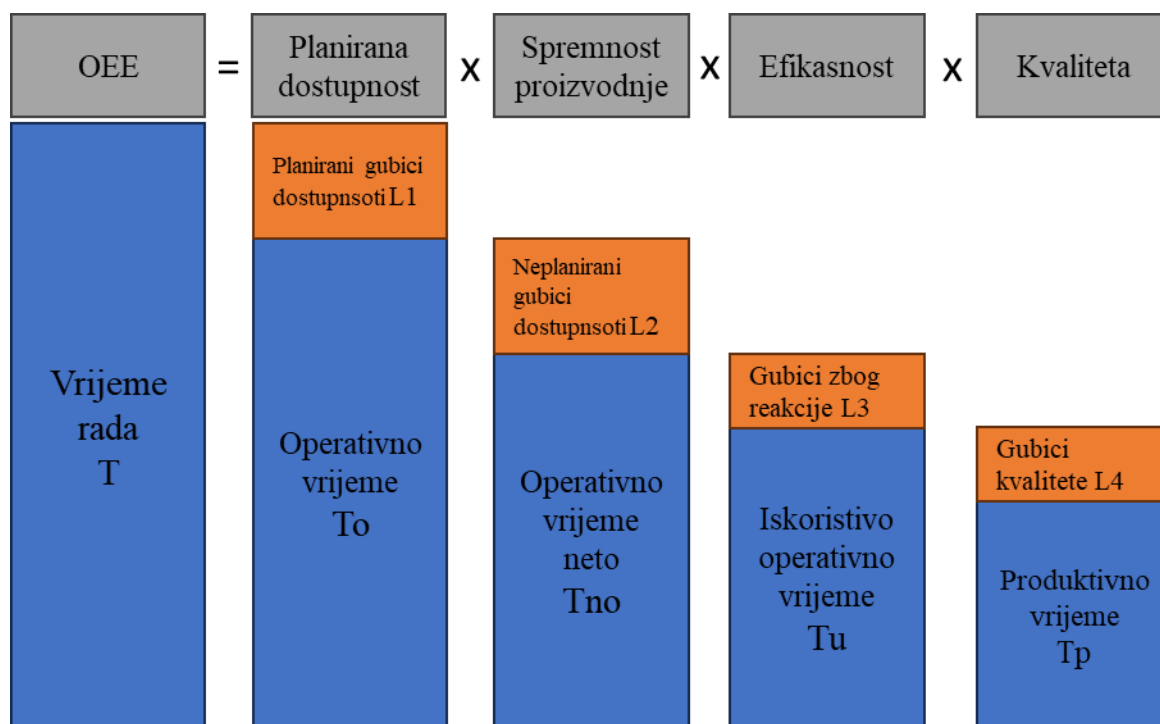 OEE
=
Planirana
dostupnost
x
Spremnost
proizvodnje
x
Efikasnost
x
Kvaliteta
Vrijeme
rada
T
Planirani gubici
dostupnsoti L1
Operativno
vrijeme
To
Neplanirani
gubici
dostupnsoti L2
Operativno
vrijeme
neto
Tno
Gubici zbog
reakcije L3
Iskoristivo
operativno
vrijeme
Tu
Gubici
kvalitete L4
Produktivno
vrijeme
Tp